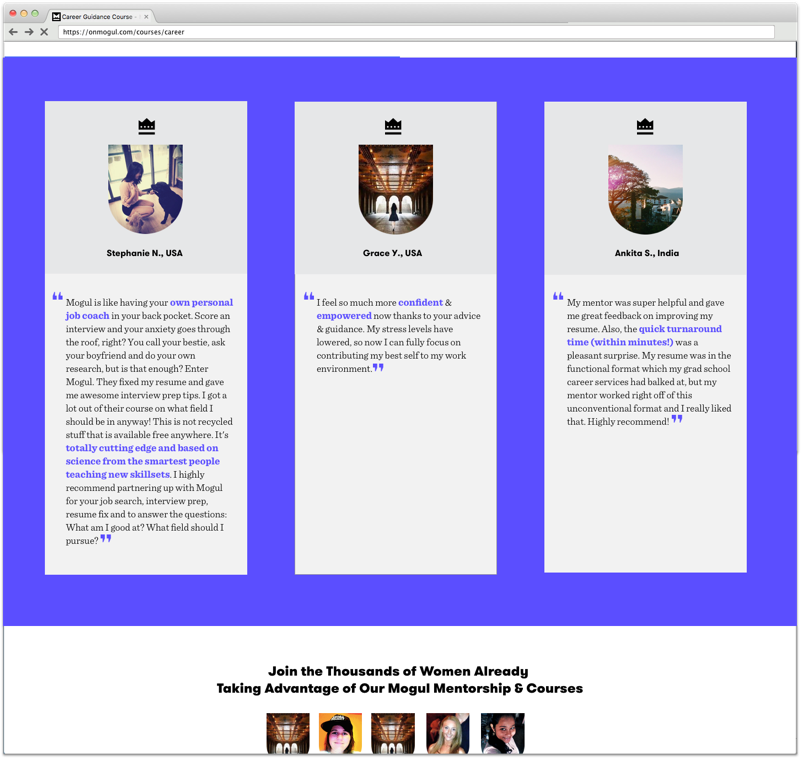 Career Guidance Course -
https://onmogul.com/courses/career
Stephanie N., USA
“ Mogul is like having your own personal
job coach in your back pocket. Score an
interview and your anxiety goes through
the roof, right? You call your bestie, ask
your boyfriend and do your own
research, but is that enough? Enter
Mogul. They fixed my resume and gave
me awesome interview prep tips. I got a
lot out of their course on what field I
should be in anyway! This is not recycled
stuff that is available free anywhere. It's
totally cutting edge and based on
science from the smartest people
teaching new skillsets. I highly
recommend partnering up with Mogul
for your job search, interview prep,
resume fix and to answer the questions:
What am I good at? What field should I
pursue? ”
Grace Y., USA
“ I feel so much more confident &
empowered now thanks to your advice
& guidance. My stress levels have
lowered, so now I can fully focus on
contributing my best self to my work
environment.”
Ankita S., India
“ My mentor was super helpful and gave
me great feedback on improving my
resume. Also, the quick turnaround
time (within minutes!) was a
pleasant surprise. My resume was in the
functional format which my grad school
career services had balked at, but my
mentor worked right off of this
unconventional format and I really liked
that. Highly recommend! ”
Join the Thousands of Women Already
Taking Advantage of Our Mogul Mentorship & Courses